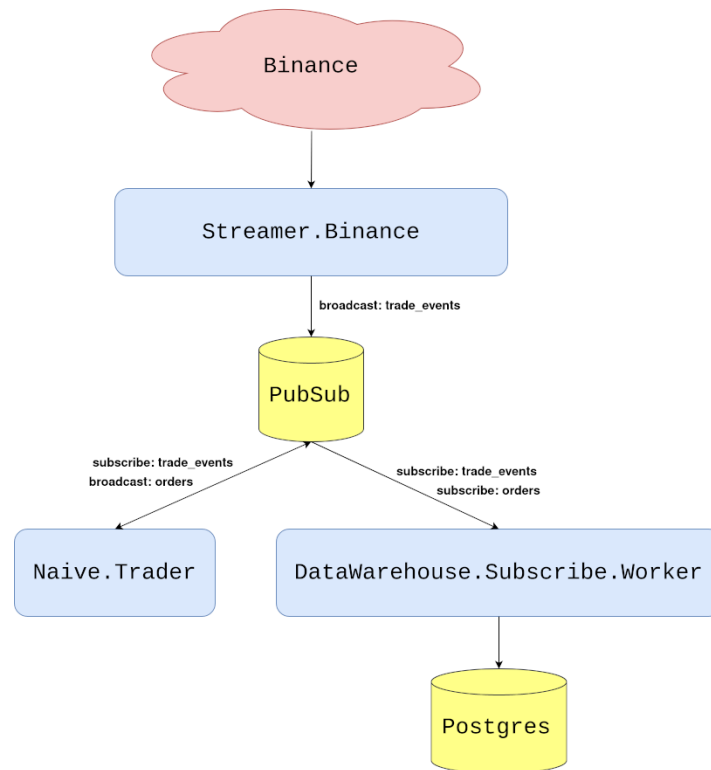 Binance
Streamer.Binance
broadcast: trade_events
PubSub
subscribe: trade_events
broadcast: orders
subscribe: trade_events
subscribe: orders
Naive.Trader
DataWarehouse.Subscribe.Worker
Postgres